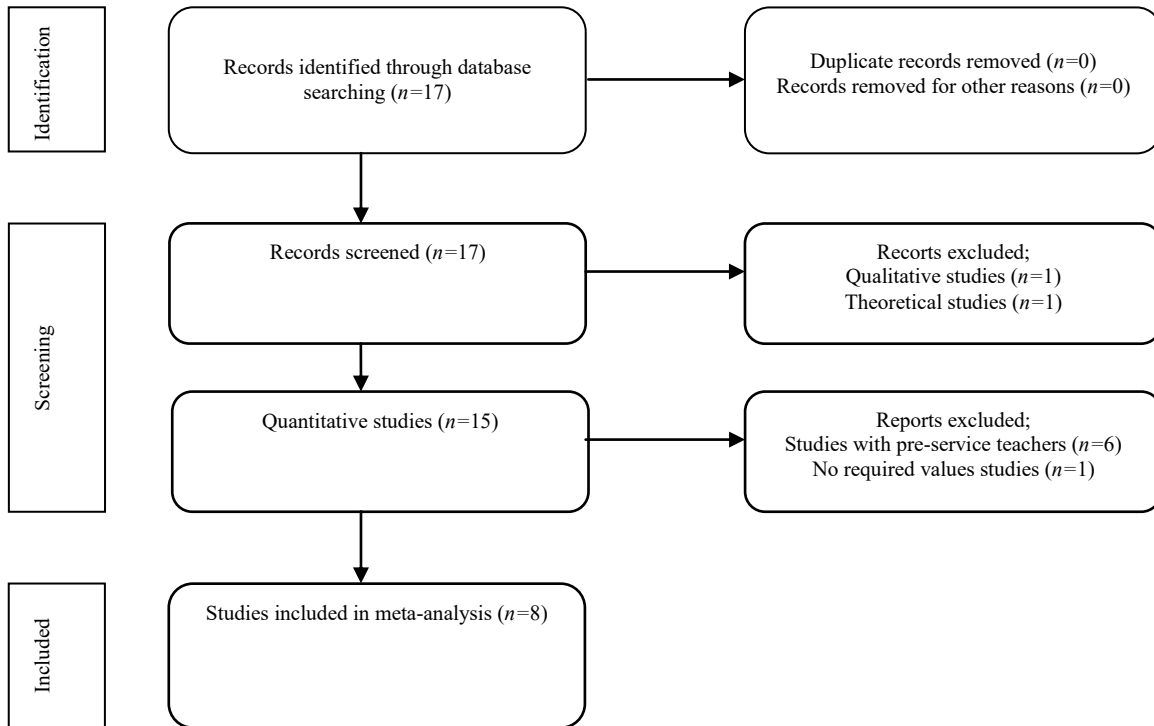 Identification
Records identified through database
searching (n=17)
Duplicate records removed (n=0)
Records removed for other reasons (n=0)
Screening
Records screened (n=17)
Recorts excluded;
Qualitative studies (n=1)
Theoretical studies (n=1)
Quantitative studies (n=15)
Reports excluded;
Studies with pre-service teachers (n=6)
No required values studies (n=1)
Included
Studies included in meta-analysis (n=8)